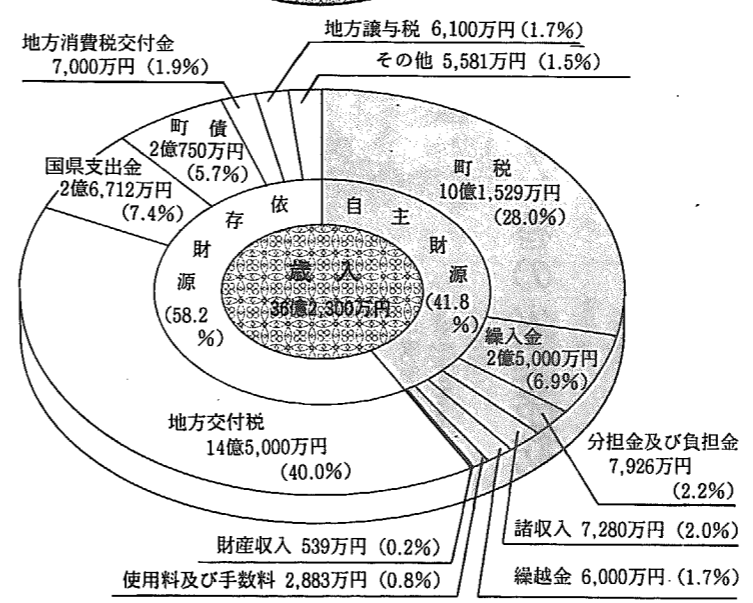 地方消費税交付金
7,000万円 (1.9%)
地方譲与税 6,100万円 (1.7%)
その他 5,581万円 (1.5%)
町債
2億750万円
(5.7%)
国県支出金
2億6,712万円
(7.4%)
町税
10億1,529万円
(28.0%)
依存財源
(58.2
%)
自主財源
(41.8
%)
歳入
36億2,300万円
繰入金
2億5,000万円
(6.9%)
地方交付税
14億5,000万円
(40.0%)
分担金及び負担金
7,926万円
(2.2%)
諸収入 7,280万円 (2.0%)
繰越金 6,000万円 (1.7%)
財産収入 539万円 (0.2%)
使用料及び手数料 2,883万円 (0.8%)